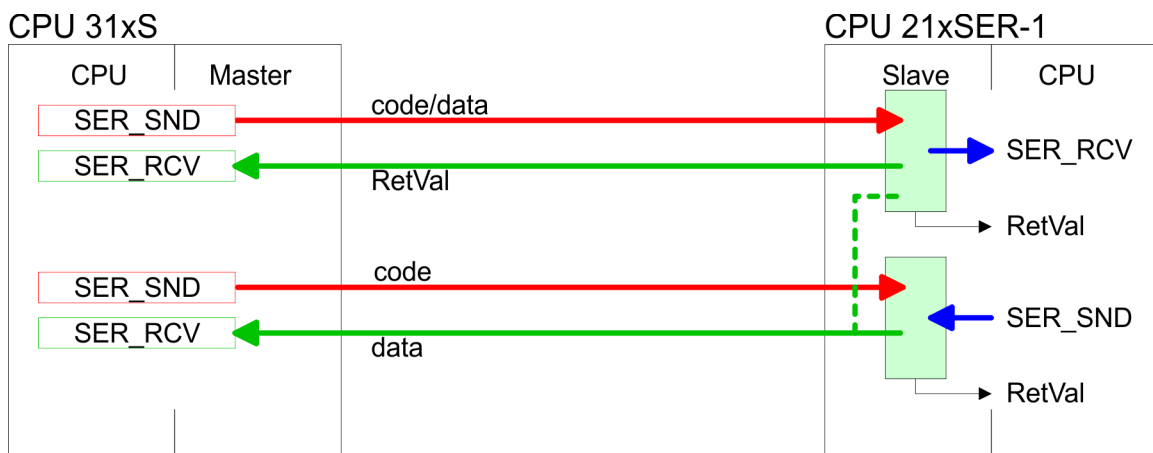 CPU 31xS
CPU 21xSER-1
CPU
Master
Slave
CPU
SER_SND
code/data
SER_RCV
SER_RCV
RetVal
RetVal
SER_SND
code
SER_RCV
data
SER_SND
RetVal